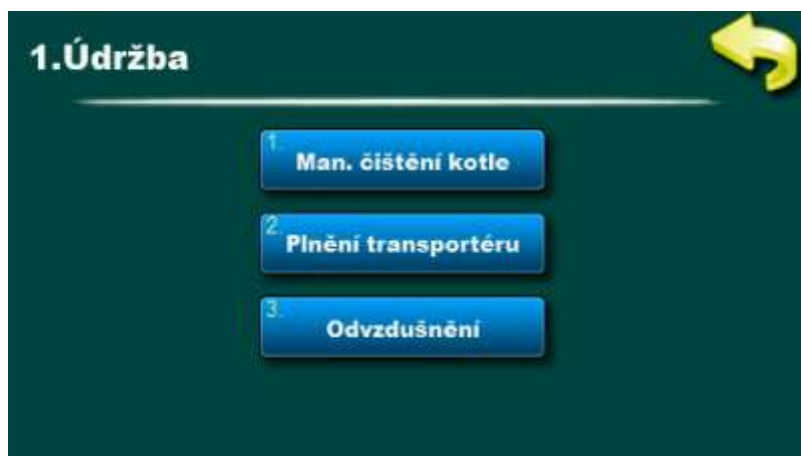 1.Údržba
1.
Man. čištění kotle
2.
Plnění transportéru
3.
Odvzdušnění